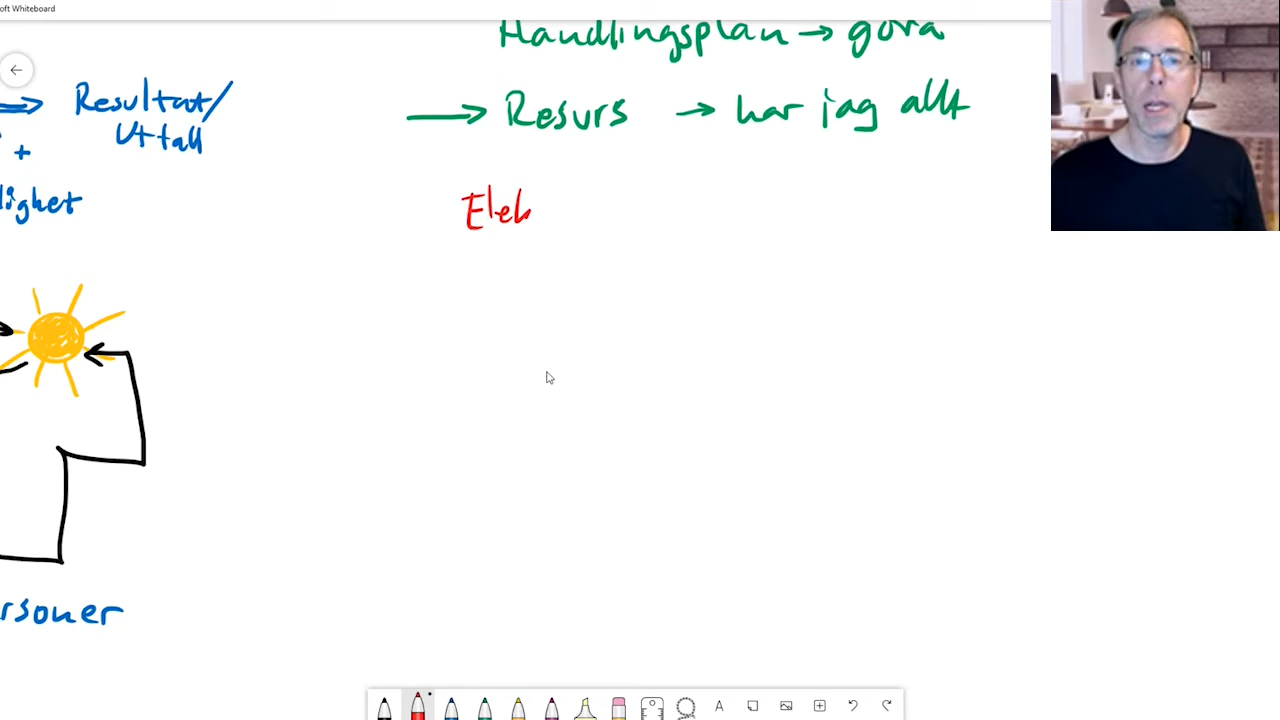 oft Whiteboard
Handlingsplan → göra
→ Resultat/
Utfall
+
lighet
→ Resurs → har jag allt
Elek
rsoner
A